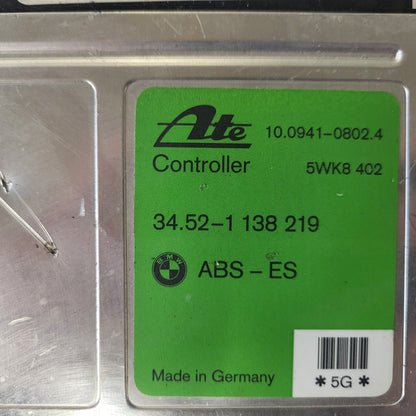 Ate 10.0941-0802.4
Controller 5WK8 402
34.52-1 138 219
BMW ABS - ES
Made in Germany * 5G *